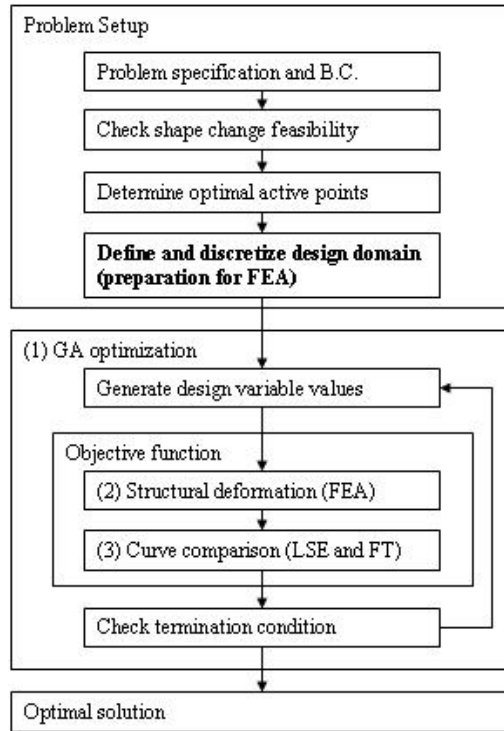 Problem Setup
Problem specification and B.C.
Check shape change feasibility
Determine optimal active points
Define and discretize design domain
(preparation for FEA)
(1) GA optimization
Generate design variable values
Objective function
(2) Structural deformation (FEA)
(3) Curve comparison (LSE and FT)
Check termination condition
Optimal solution